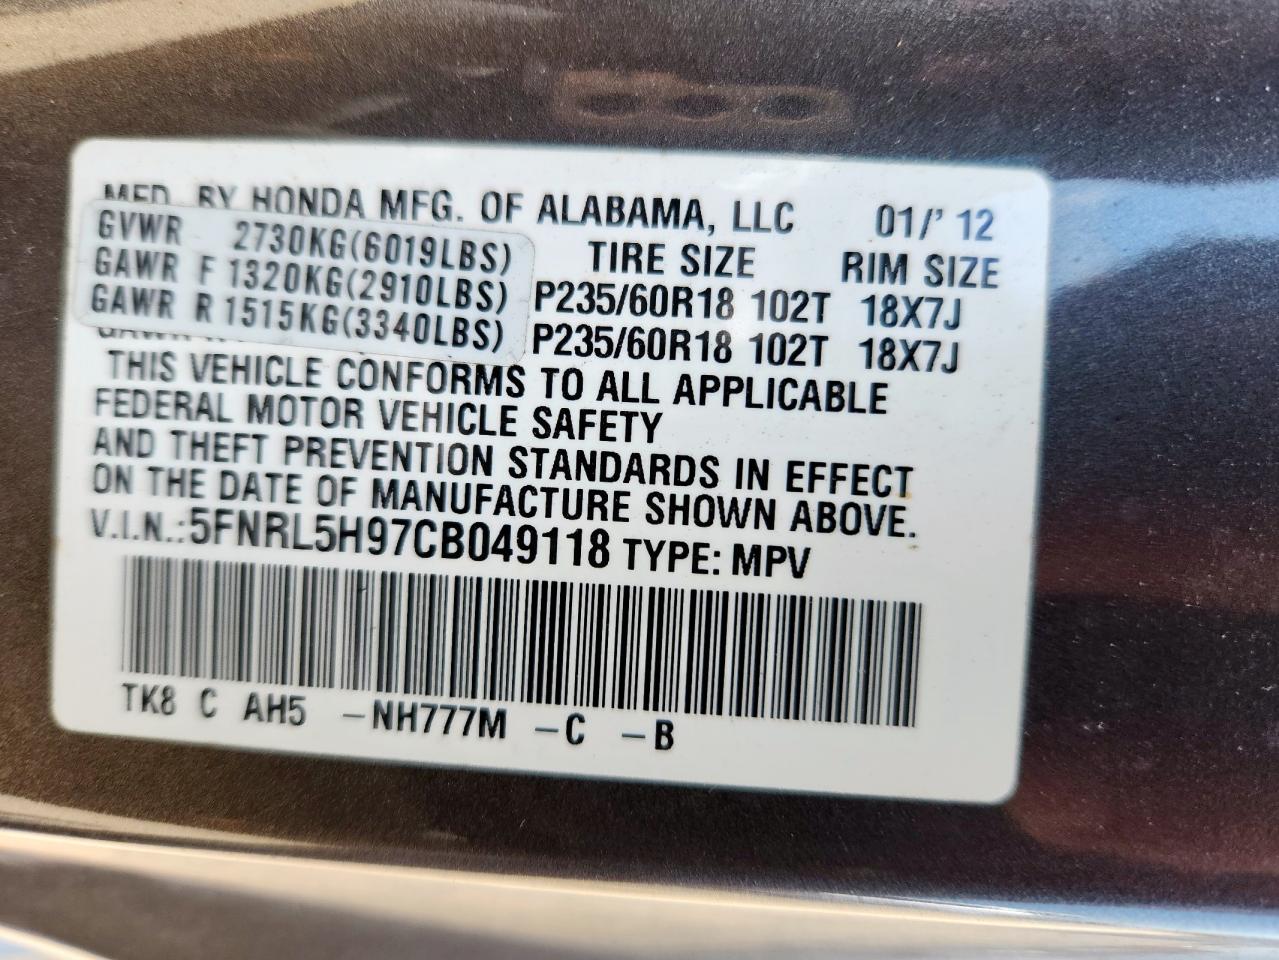 MFD. BY HONDA MFG. OF ALABAMA, LLC 01/' 12
GVWR 2730KG(6019LBS) TIRE SIZE RIM SIZE
GAWR F 1320KG(2910LBS) P235/60R18 102T 18X7J
GAWR R 1515KG(3340LBS) P235/60R18 102T 18X7J
THIS VEHICLE CONFORMS TO ALL APPLICABLE
FEDERAL MOTOR VEHICLE SAFETY
AND THEFT PREVENTION STANDARDS IN EFFECT
ON THE DATE OF MANUFACTURE SHOWN ABOVE.
V.I.N.:5FNRL5H97CB049118 TYPE: MPV
TK8 C AH5 -NH777M -C -B